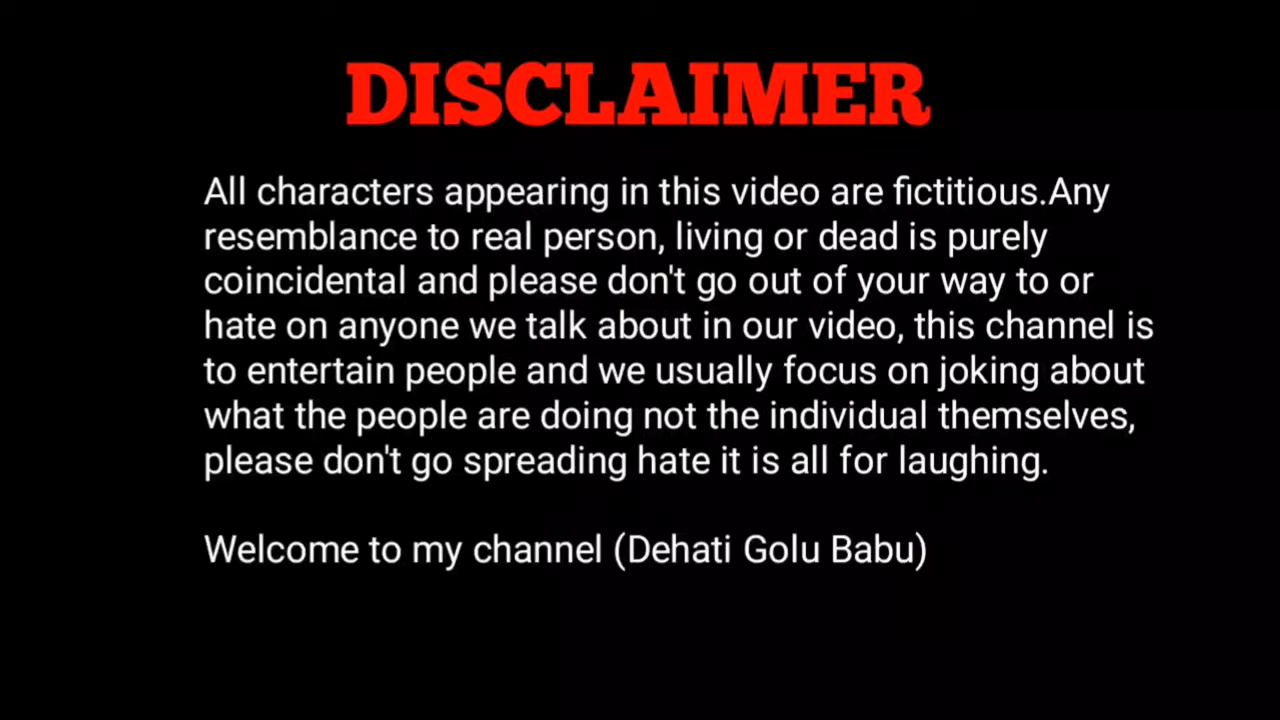 DISCLAIMER
All characters appearing in this video are fictitious.Any
resemblance to real person, living or dead is purely
coincidental and please don't go out of your way to or
hate on anyone we talk about in our video, this channel is
to entertain people and we usually focus on joking about
what the people are doing not the individual themselves,
please don't go spreading hate it is all for laughing.
Welcome to my channel (Dehati Golu Babu)